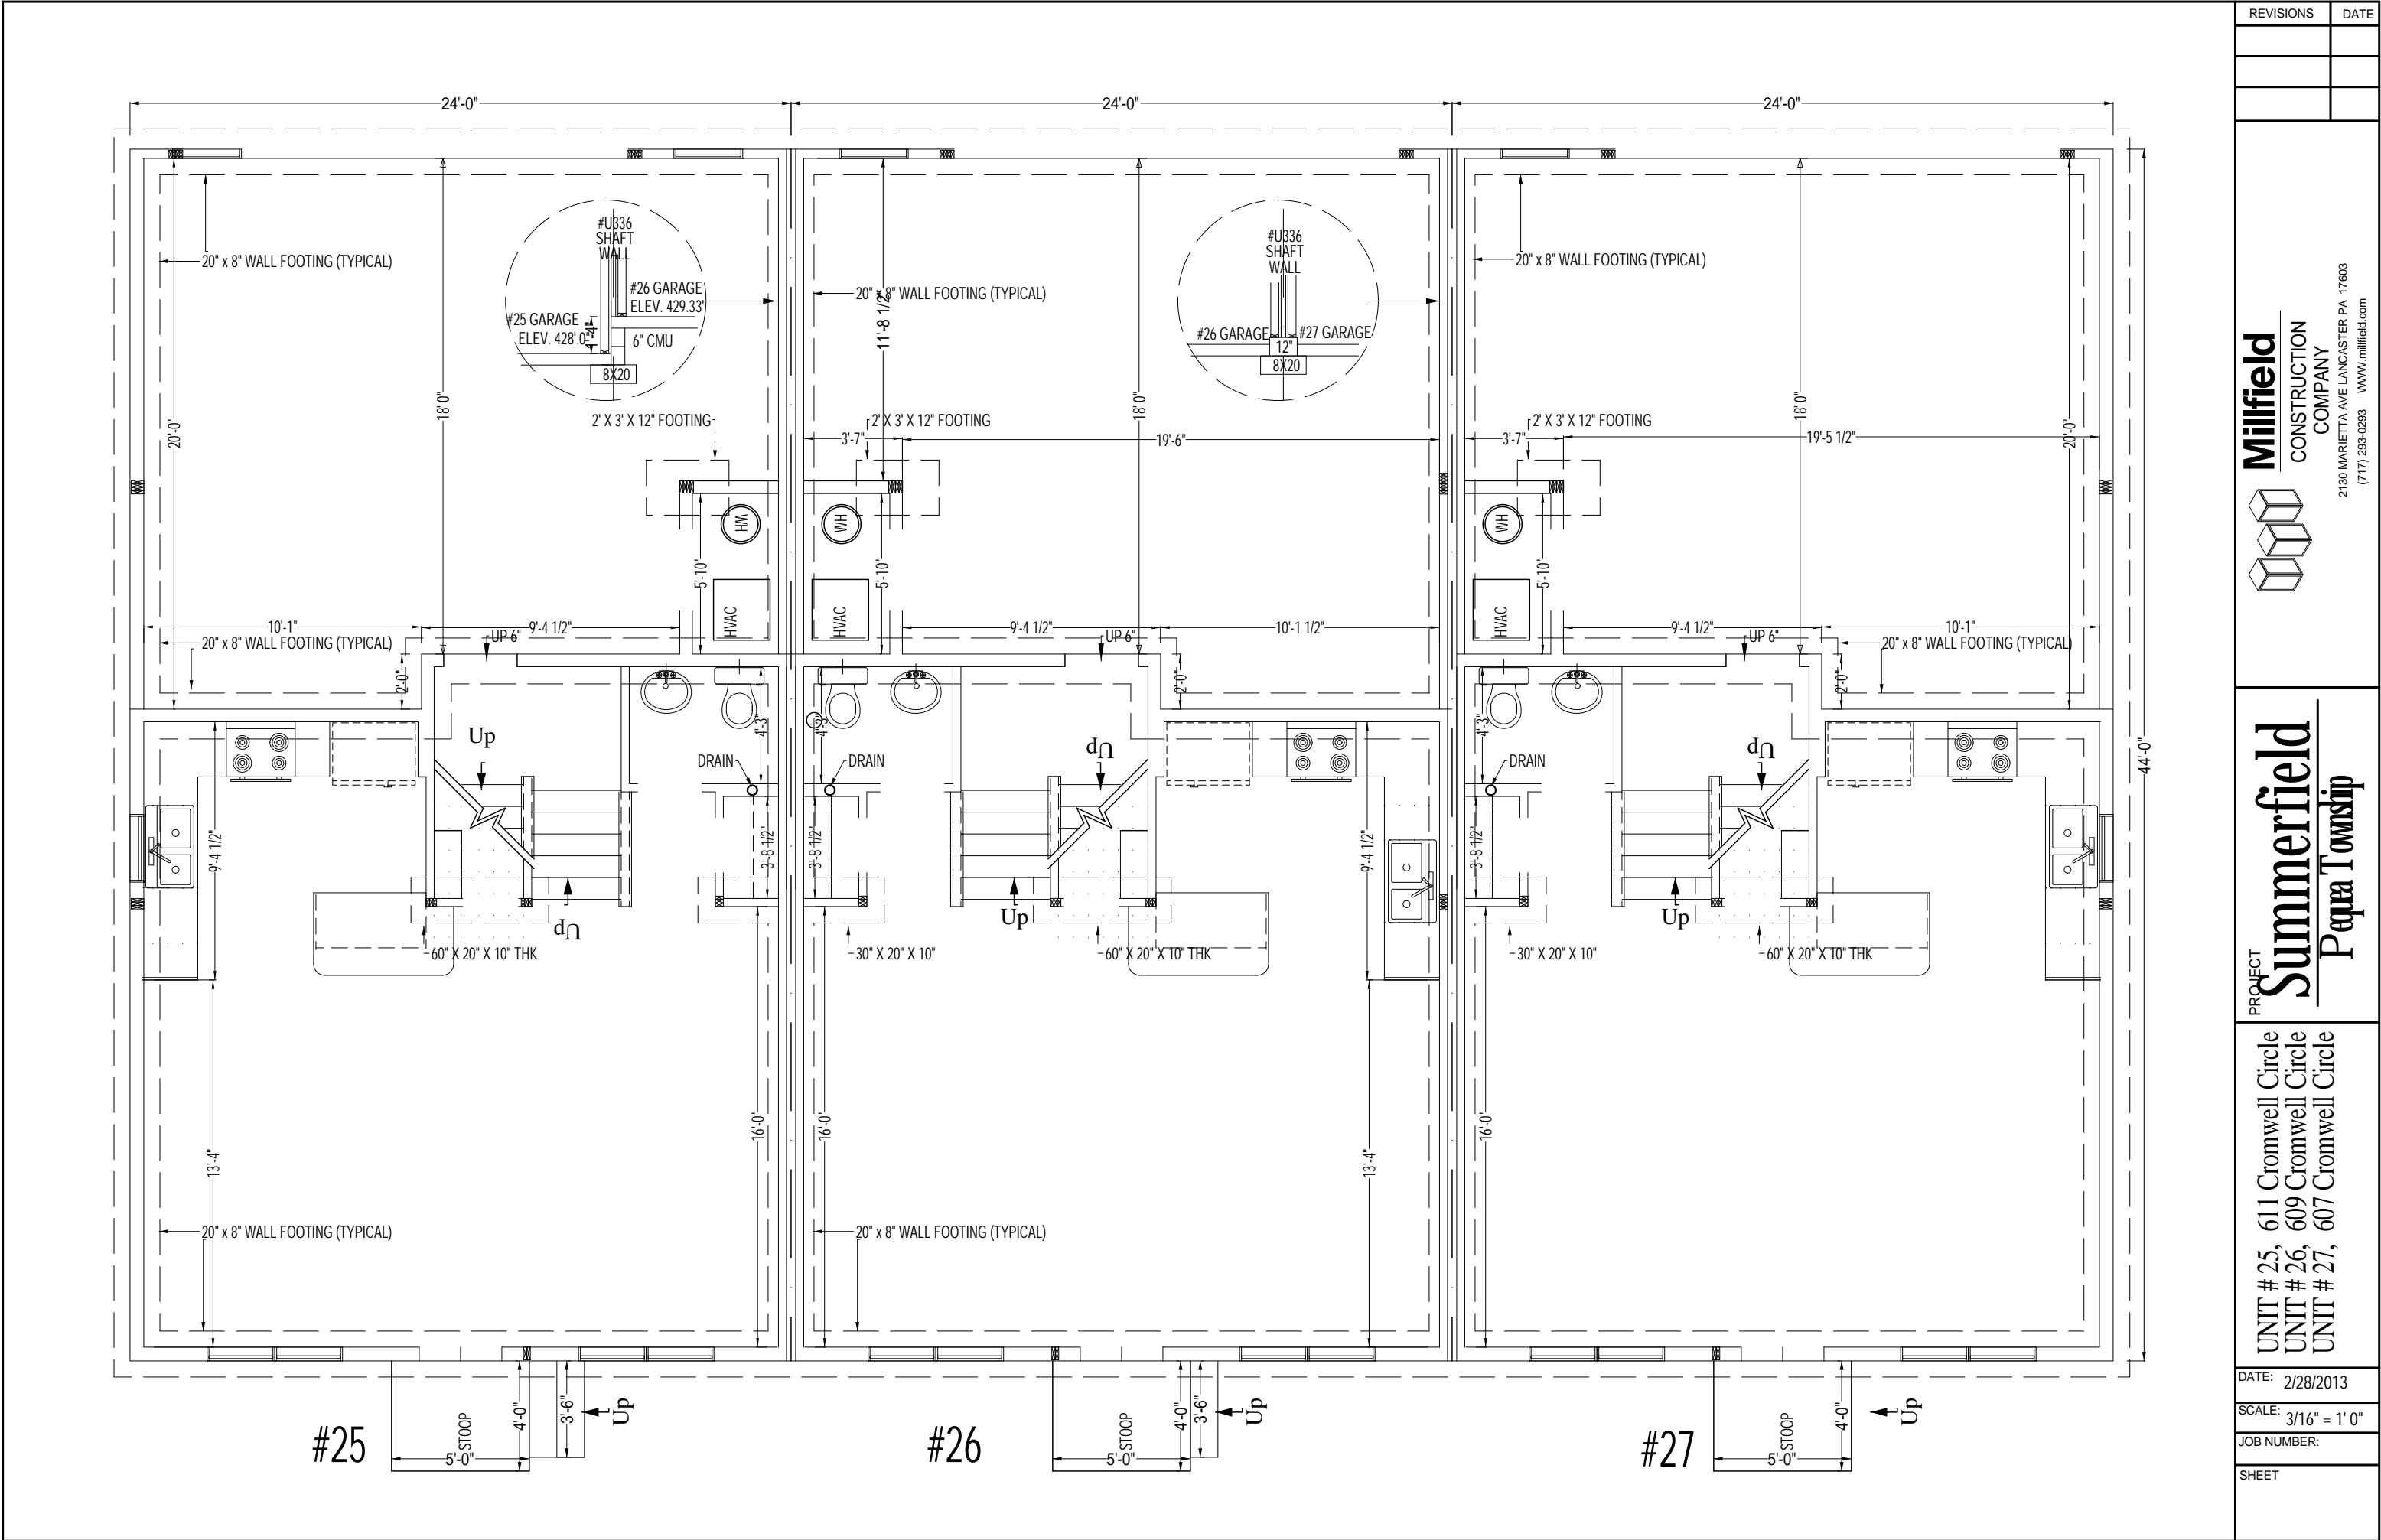 REVISIONS DATE
24'-0" 24'-0" 24'-0"
#U336
SHAFT
WALL
#26 GARAGE
ELEV. 429.33'
#25 GARAGE
ELEV. 428'.0"
1'-4"
6" CMU
8X20
#U336
SHAFT
WALL
#26 GARAGE #27 GARAGE
12"
8X20
20" x 8" WALL FOOTING (TYPICAL)
20" x 8" WALL FOOTING (TYPICAL)
20" x 8" WALL FOOTING (TYPICAL)
11'-8 1/2"
18' 0"
18' 0"
18' 0"
20'-0"
20'-0"
2' X 3' X 12" FOOTING
2' X 3' X 12" FOOTING
2' X 3' X 12" FOOTING
3'-7"
19'-6"
3'-7"
19'-5 1/2"
WH
WH
WH
5'-10"
5'-10"
5'-10"
HVAC
HVAC
HVAC
10'-1"
9'-4 1/2"
9'-4 1/2"
10'-1 1/2"
9'-4 1/2"
10'-1"
UP 6"
UP 6"
UP 6"
20" x 8" WALL FOOTING (TYPICAL)
20" x 8" WALL FOOTING (TYPICAL)
2'-0"
2'-0"
2'-0"
4'-3"
4'-3"
4'-3"
Up
Up
Up
DRAIN
DRAIN
DRAIN
44'-0"
9'-4 1/2"
3'-8 1/2"
3'-8 1/2"
9'-4 1/2"
3'-8 1/2"
Up
Up
Up
60" X 20" X 10" THK
30" X 20" X 10"
60" X 20" X 10" THK
30" X 20" X 10"
60" X 20" X 10" THK
13'-4"
16'-0"
16'-0"
13'-4"
16'-0"
20" x 8" WALL FOOTING (TYPICAL)
20" x 8" WALL FOOTING (TYPICAL)
#25
STOOP
5'-0"
4'-0"
3'-6"
Up
#26
STOOP
5'-0"
4'-0"
3'-6"
Up
#27
STOOP
5'-0"
4'-0"
Up
Millfield
CONSTRUCTION
COMPANY
2130 MARIETTA AVE LANCASTER PA 17603
(717) 293-0293 WWW.millfield.com
PROJECT
Summerfield
Pequea Township
UNIT # 25, 611 Cromwell Circle
UNIT # 26, 609 Cromwell Circle
UNIT # 27, 607 Cromwell Circle
DATE: 2/28/2013
SCALE: 3/16" = 1' 0"
JOB NUMBER:
SHEET